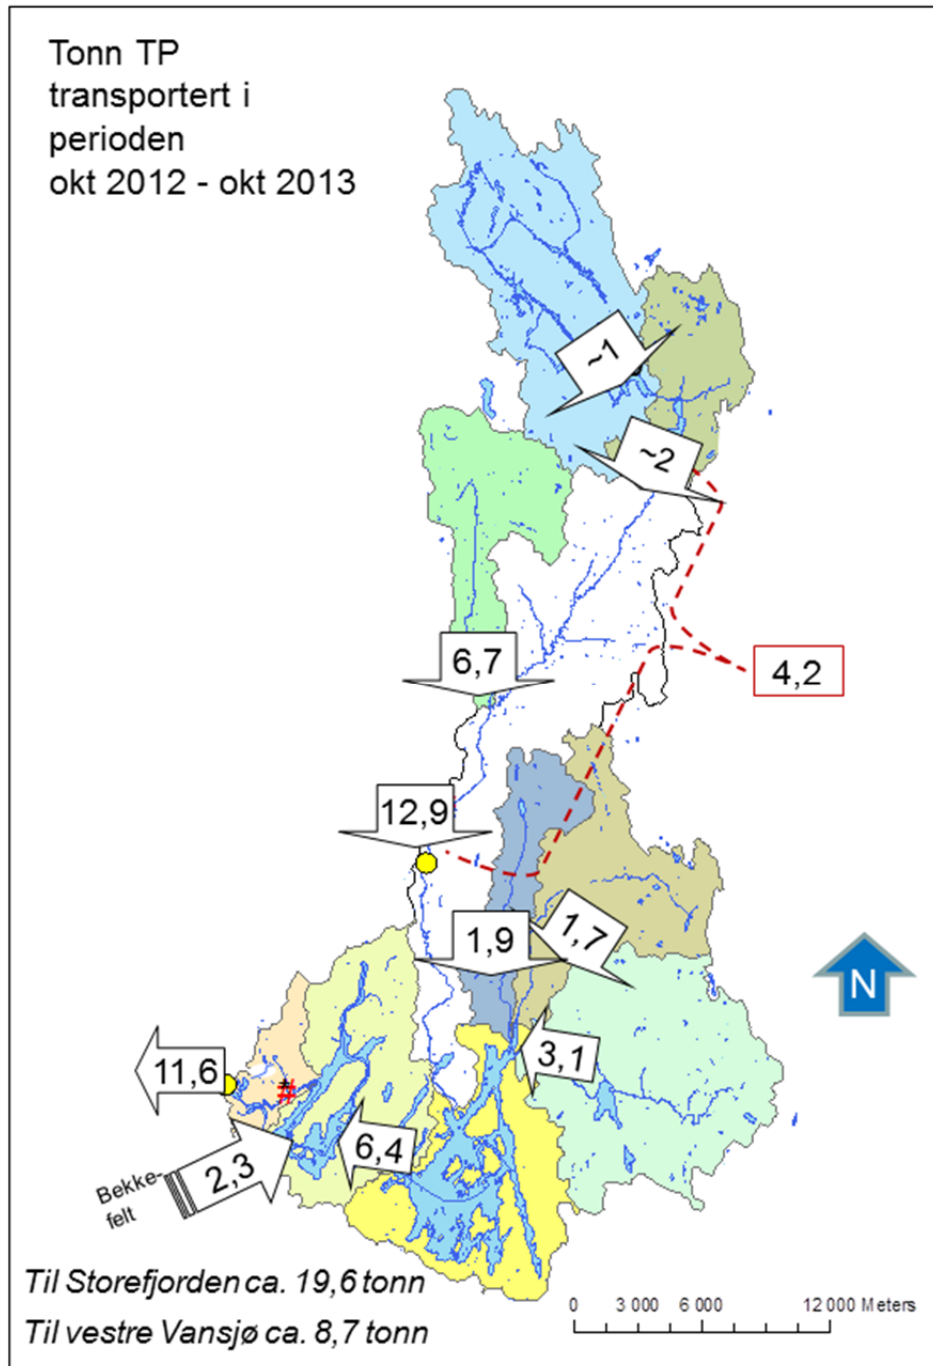 Tonn TP
transportert i
perioden
okt 2012 - okt 2013
~1
~2
6,7
4,2
12,9
1,9
1,7
N
3,1
11,6
#
2,3
6,4
Bekke-
felt
Til Storefjorden ca. 19,6 tonn
Til vestre Vansjø ca. 8,7 tonn
0 3 000 6 000 12 000 Meters